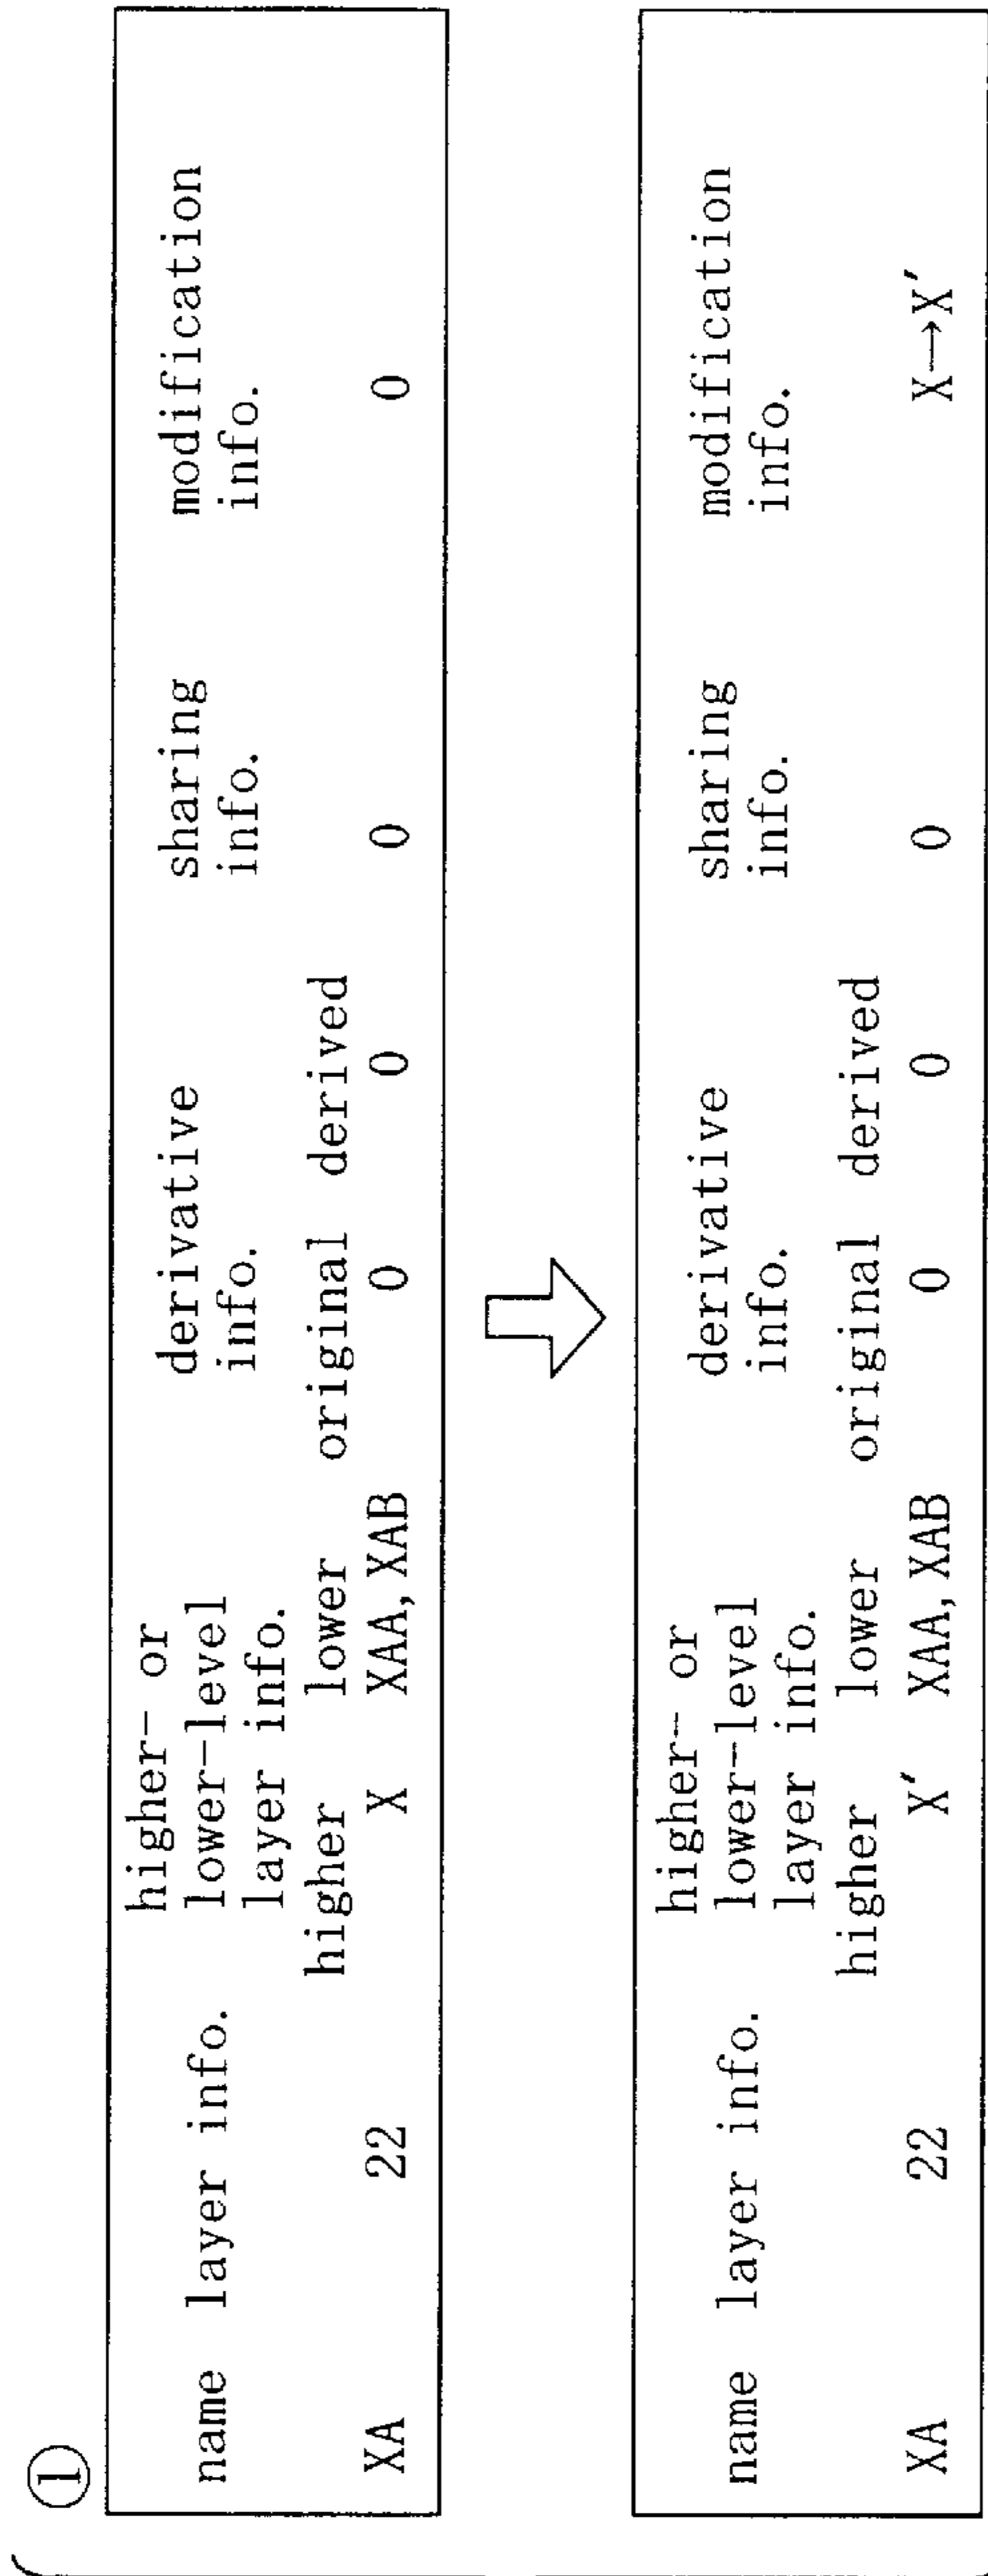 ①
higher- or
name layer info. lower-level derivative sharing modification
layer info. info. info. info.
higher lower original derived
XA 22 X XAA, XAB 0 0 0 0
higher- or
name layer info. lower-level derivative sharing modification
layer info. info. info. info.
higher lower original derived
XA 22 X′ XAA, XAB 0 0 0 X→X′